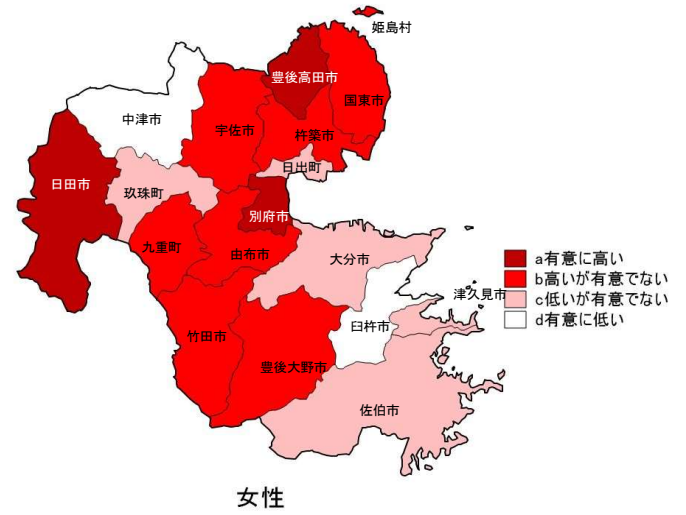 姫島村
豊後高田市
国東市
中津市
宇佐市
杵築市
日出町
日田市
玖珠町
別府市
九重町
由布市
大分市
a有意に高い
b高いが有意でない
c低いが有意でない
d有意に低い
津久見市
臼杵市
竹田市
豊後大野市
佐伯市
女性